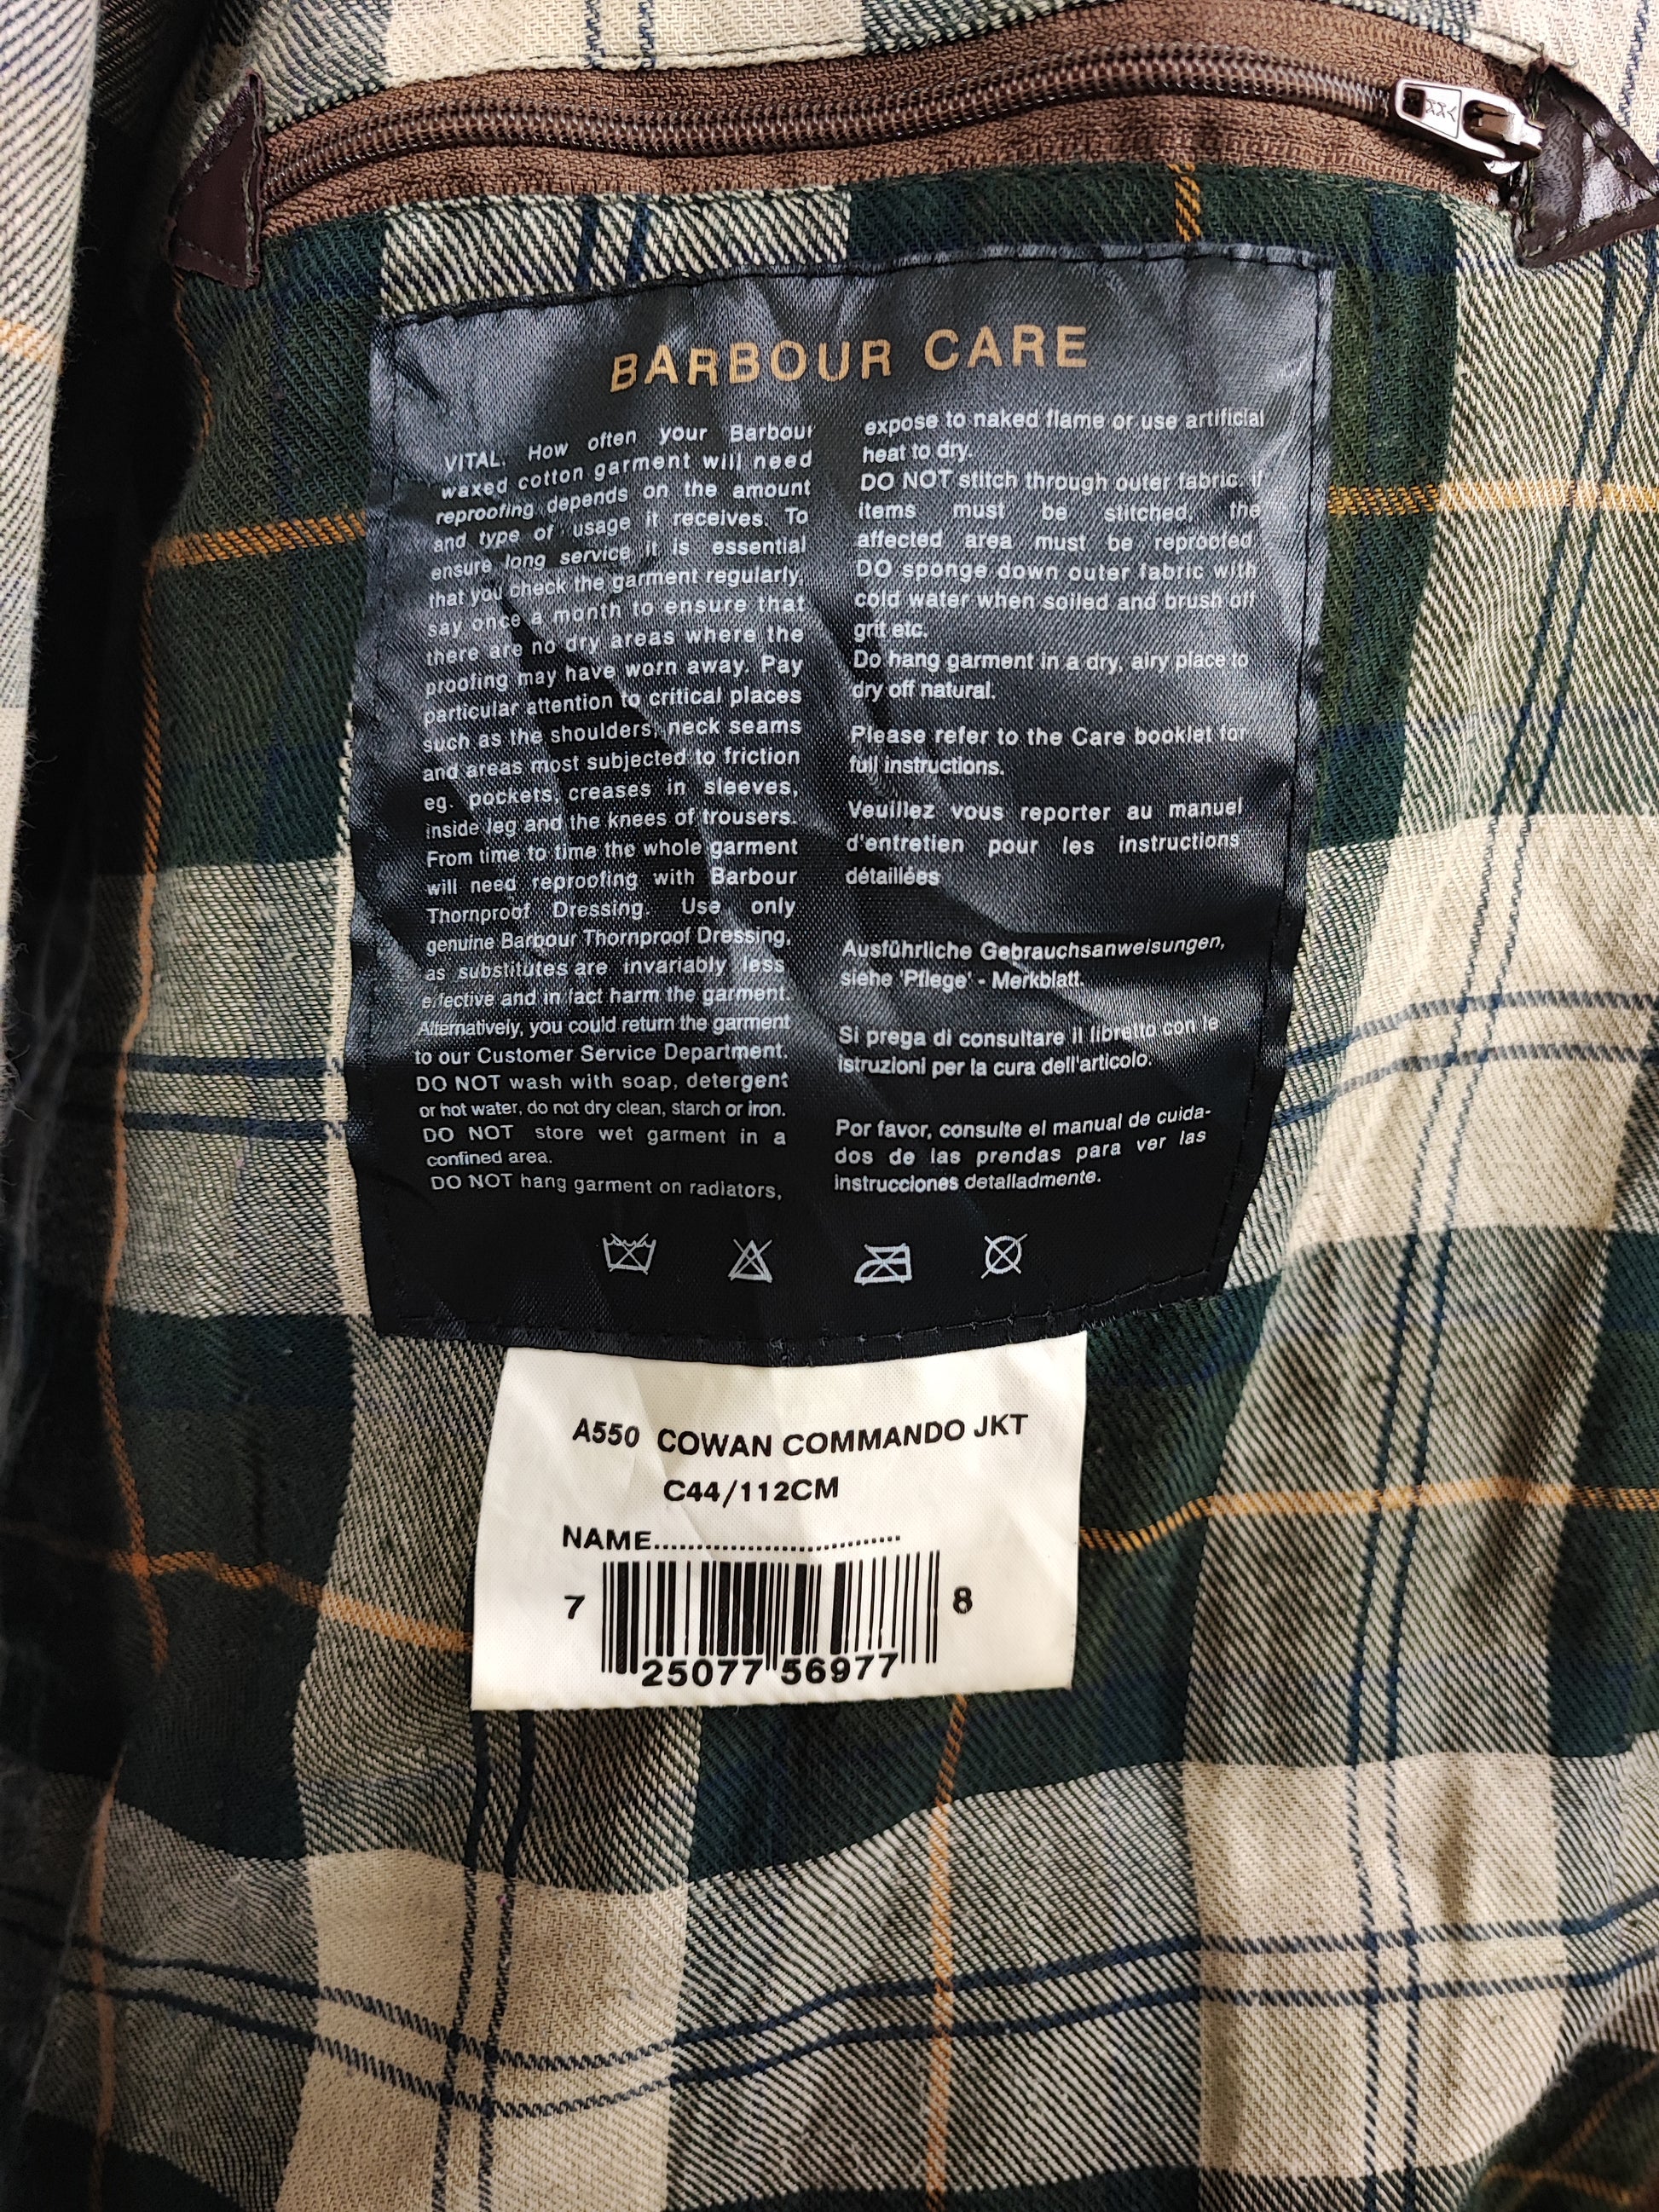 BARBOUR CARE
VITAL. How often your Barbour
waxed cotton garment will need
reproofing depends on the amount
and type of usage it receives. To
ensure long service it is essential
that you check the garment regularly,
say once a month to ensure that
there are no dry areas where the
proofing may have worn away. Pay
particular attention to critical places
such as the shoulders, neck seams
and areas most subjected to friction
eg. pockets, creases in sleeves,
inside leg and the knees of trousers.
From time to time the whole garment
will need reproofing with Barbour
Thornproof Dressing. Use only
genuine Barbour Thornproof Dressing,
as substitutes are invariably less
effective and in fact harm the garment.
Alternatively, you could return the garment
to our Customer Service Department.
DO NOT wash with soap, detergent
or hot water, do not dry clean, starch or iron.
DO NOT store wet garment in a
confined area.
DO NOT hang garment on radiators,
expose to naked flame or use artificial
heat to dry.
DO NOT stitch through outer fabric. If
items must be stitched, the
affected area must be reproofed.
DO sponge down outer fabric with
cold water when soiled and brush off
grit etc.
Do hang garment in a dry, airy place to
dry off natural.
Please refer to the Care booklet for
full instructions.
Veuillez vous reporter au manuel
d'entretien pour les instructions
détaillées
Ausführliche Gebrauchsanweisungen,
siehe 'Pflege' - Merkblatt.
Si prega di consultare il libretto con le
istruzioni per la cura dell'articolo.
Por favor, consulte el manual de cuida-
dos de las prendas para ver las
instrucciones detalladmente.
A550 COWAN COMMANDO JKT
C44/112CM
NAME..............................
7 25077 56977 8